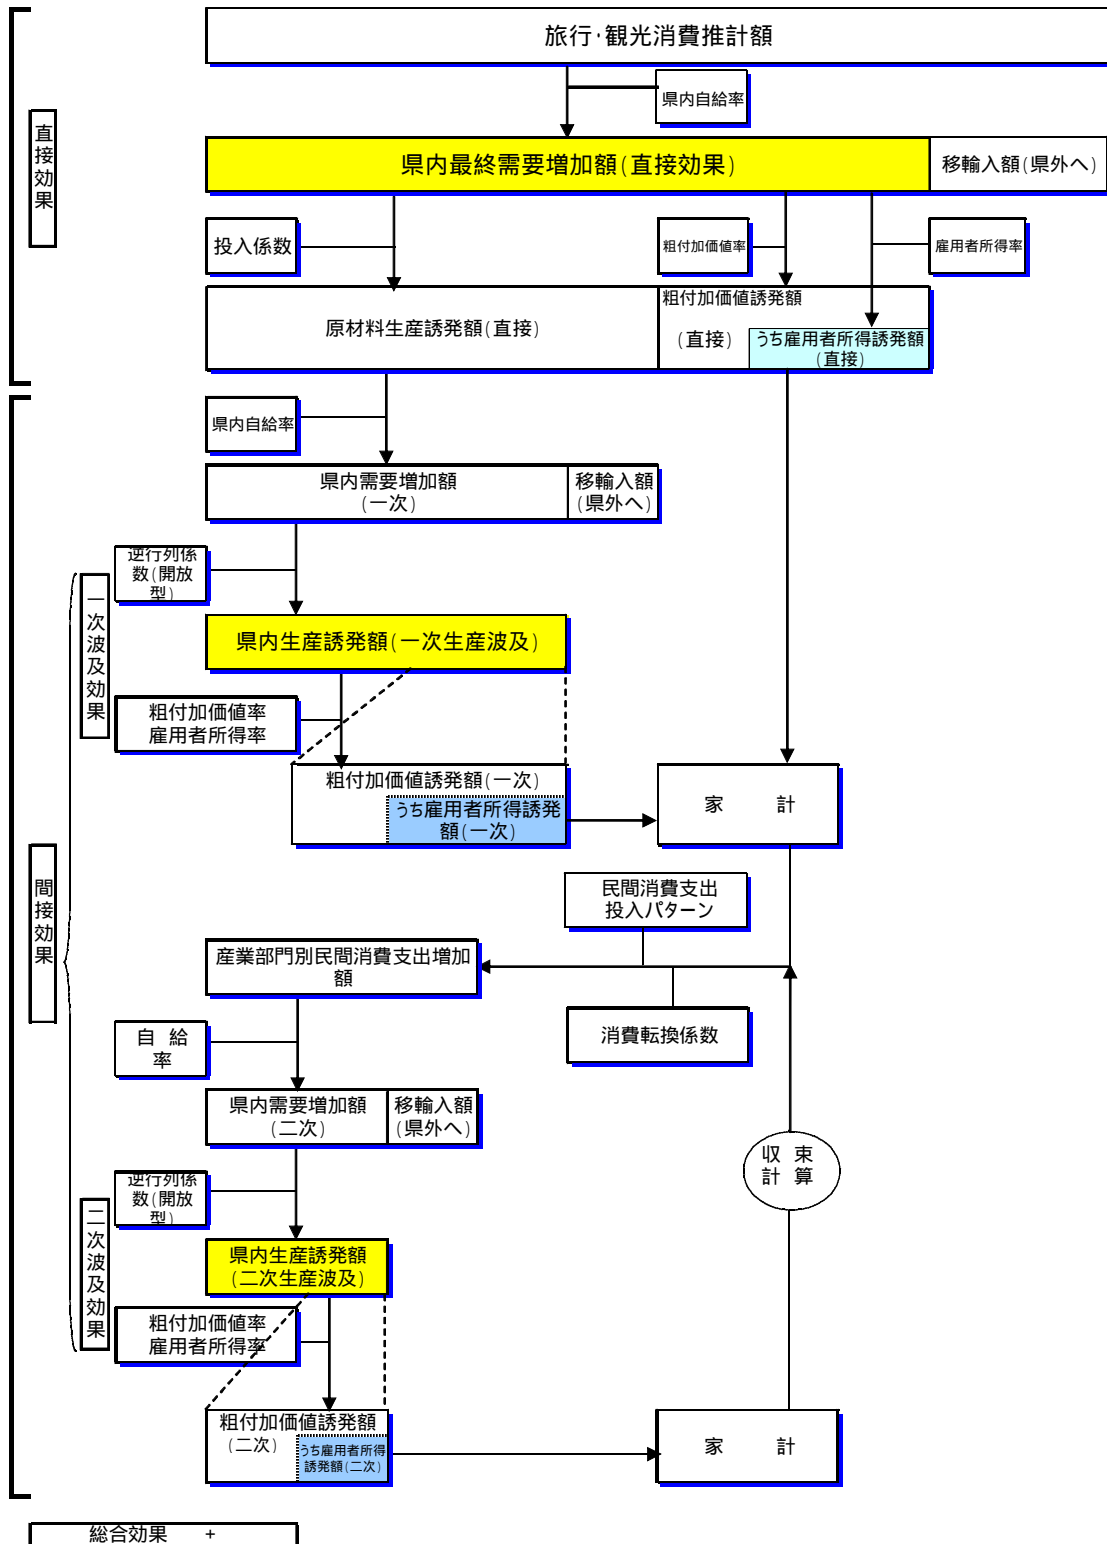 旅行・観光消費推計額
県内自給率
直接効果
県内最終需要増加額(直接効果)
移輸入額(県外へ)
投入係数
粗付加価値率
雇用者所得率
原材料生産誘発額(直接)
粗付加価値誘発額
(直接)
うち雇用者所得誘発額
(直接)
県内自給率
県内需要増加額
(一次)
移輸入額
(県外へ)
逆行列係
数(開放
型)
一次波及効果
県内生産誘発額(一次生産波及)
粗付加価値率
雇用者所得率
粗付加価値誘発額(一次)
うち雇用者所得誘発
額(一次)
家 計
間接効果
民間消費支出
投入パターン
産業部門別民間消費支出増加
額
消費転換係数
自 給
率
県内需要増加額
(二次)
移輸入額
(県外へ)
収 束
計 算
逆行列係
数(開放
型)
二次波及効果
県内生産誘発額
(二次生産波及)
粗付加価値率
雇用者所得率
粗付加価値誘発額
(二次)
うち雇用者所得
誘発額(二次)
家 計
総合効果 +